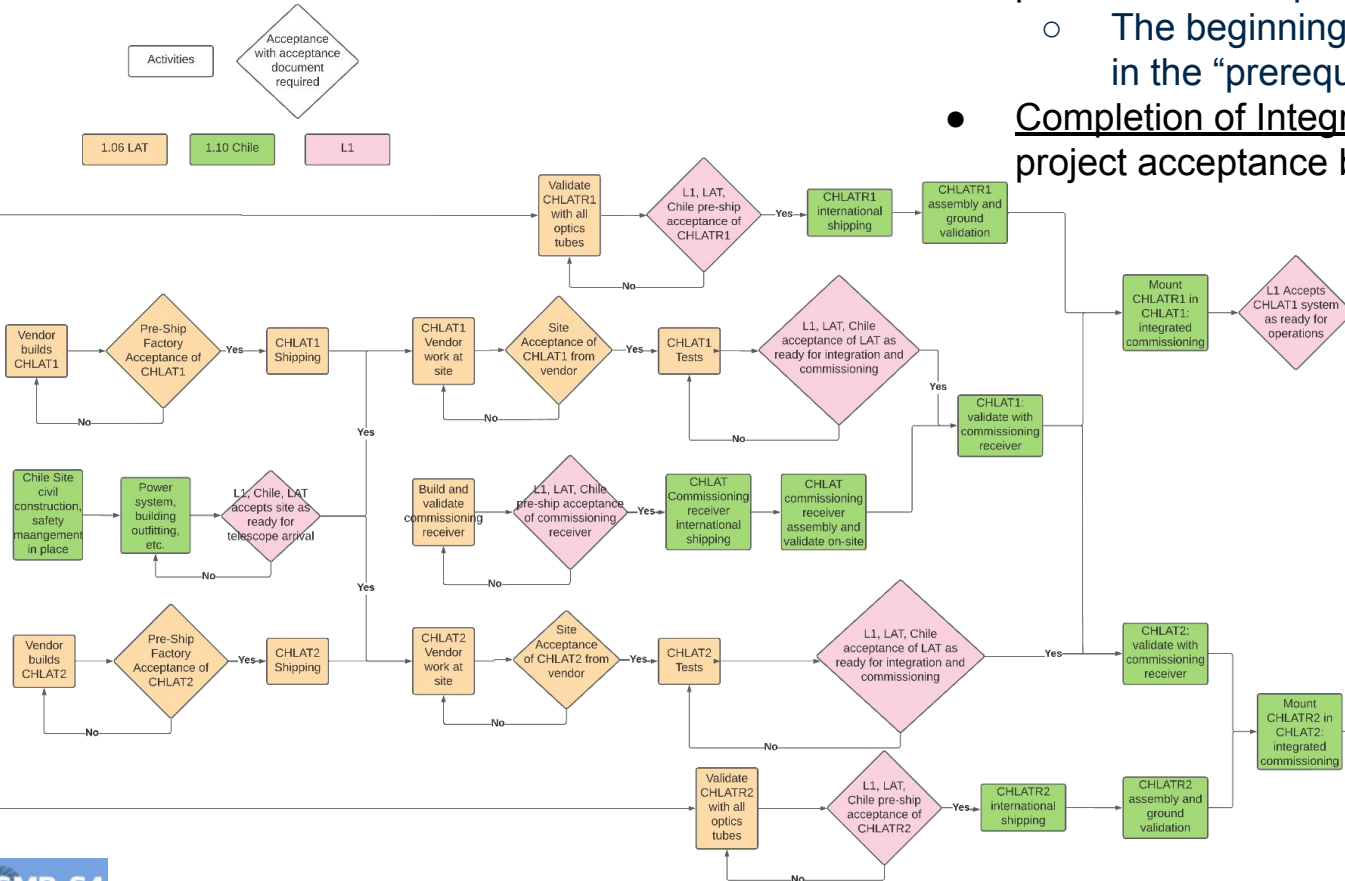 Activities
Acceptance
with acceptance
document
required
1.06 LAT
1.10 Chile
L1
○ The beginning
in the “prerequ
● Completion of Integr
project acceptance b
Validate
CHLATR1
with all
optics
tubes
L1, LAT,
Chile pre-ship
acceptance of
CHLATR1
Yes
No
CHLATR1
international
shipping
CHLATR1
assembly and
ground
validation
Mount
CHLATR1 in
CHLAT1:
integrated
commissioning
L1 Accepts
CHLAT1 system
as ready for
operations
Vendor
builds
CHLAT1
Pre-Ship
Factory
Acceptance of
CHLAT1
Yes
No
CHLAT1
Shipping
Yes
CHLAT1
Vendor
work at
site
Site
Acceptance of
CHLAT1 from
vendor
Yes
No
CHLAT1
Tests
L1, LAT, Chile
acceptance of LAT as
ready for integration and
commissioning
Yes
No
CHLAT1:
validate with
commissioning
receiver
Chile Site
civil
construction,
safety
maangement
in place
Power
system,
building
outfitting,
etc.
L1, Chile, LAT
accepts site as
ready for
telescope arrival
No
Yes
Build and
validate
commissioning
receiver
L1, LAT, Chile
pre-ship acceptance
of commissioning
receiver
Yes
No
CHLAT
Commissioning
receiver
international
shipping
CHLAT
commissioning
receiver
assembly and
validate on-site
Vendor
builds
CHLAT2
Pre-Ship
Factory
Acceptance of
CHLAT2
Yes
No
CHLAT2
Shipping
CHLAT2
Vendor
work at
site
Site
Acceptance
of CHLAT2 from
vendor
Yes
No
CHLAT2
Tests
L1, LAT, Chile
acceptance of LAT as
ready for integration and
commissioning
Yes
No
CHLAT2:
validate with
commissioning
receiver
Mount
CHLATR2 in
CHLAT2:
integrated
commissioning
Validate
CHLATR2
with all
optics
tubes
L1, LAT,
Chile pre-ship
acceptance of
CHLATR2
Yes
No
CHLATR2
international
shipping
CHLATR2
assembly and
ground
validation